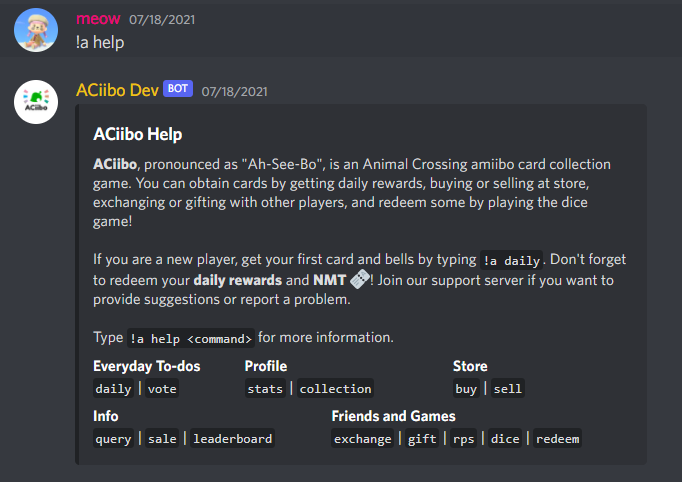 meow 07/18/2021
!a help
ACiibo
ACiibo Dev BOT 07/18/2021
ACiibo Help
ACiibo, pronounced as "Ah-See-Bo", is an Animal Crossing amiibo card collection
game. You can obtain cards by getting daily rewards, buying or selling at store,
exchanging or gifting with other players, and redeem some by playing the dice
game!
If you are a new player, get your first card and bells by typing !a daily. Don't forget
to redeem your daily rewards and NMT ! Join our support server if you want to
provide suggestions or report a problem.
Type !a help <command> for more information.
Everyday To-dos Profile Store
daily | vote stats | collection buy | sell
Info Friends and Games
query | sale | leaderboard exchange | gift | rps | dice | redeem